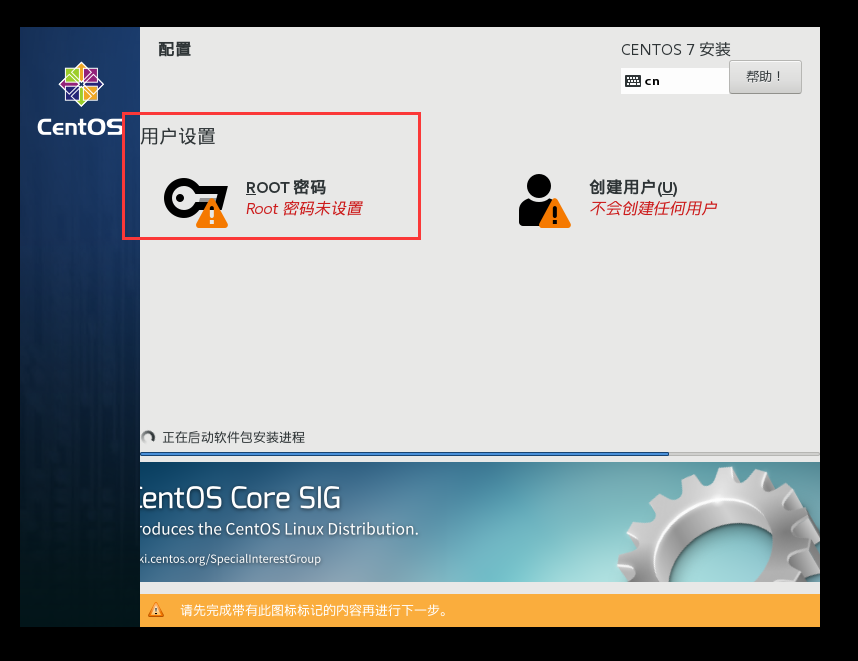 配置
CENTOS 7 安装
cn
帮助！
CentOS
用户设置
ROOT 密码
Root 密码未设置
创建用户(U)
不会创建任何用户
正在启动软件包安装进程
CentOS Core SIG
the CentOS Linux Distribution.
.centos.org/SpecialInterestGroup
请先完成带有此图标标记的内容再进行下一步。